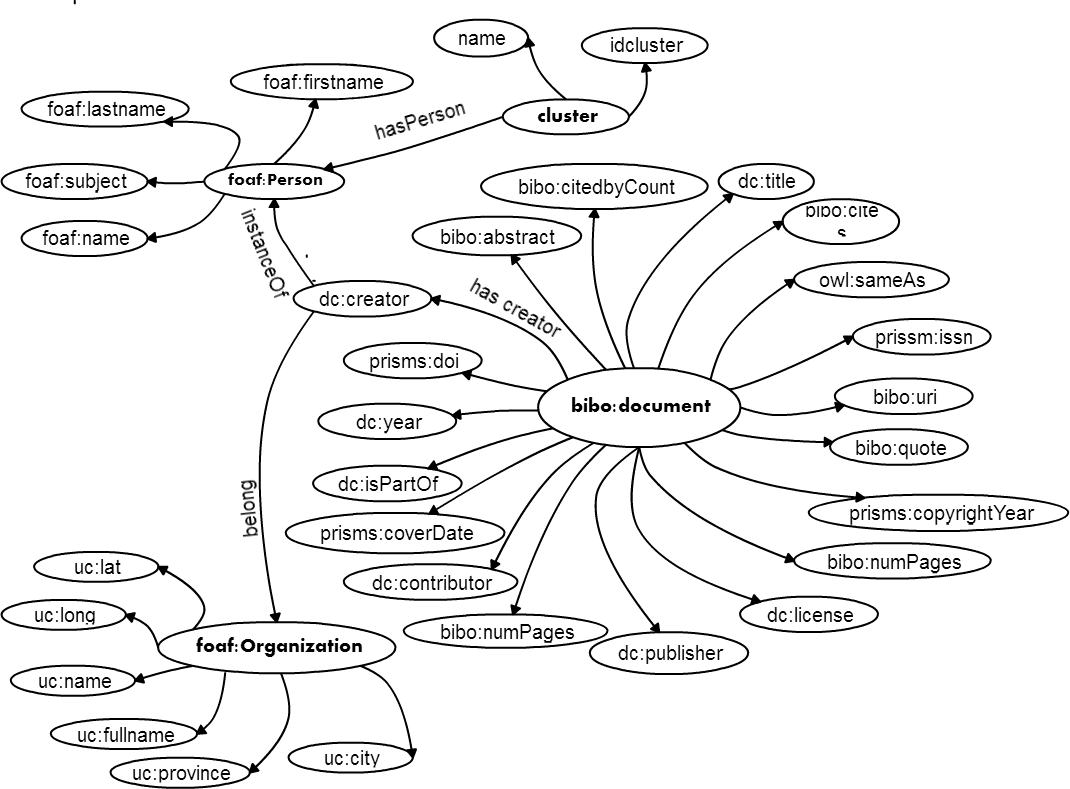 name
idcluster
foaf:firstname
foaf:lastname
hasPerson
cluster
foaf:subject
foaf:Person
bibo:citedbyCount
dc:title
bibo:cite
s
foaf:name
instanceOf
bibo:abstract
owl:sameAs
dc:creator
has creator
prissm:issn
prisms:doi
bibo:document
bibo:uri
dc:year
bibo:quote
dc:isPartOf
belong
prisms:coverDate
prisms:copyrightYear
uc:lat
dc:contributor
bibo:numPages
uc:long
bibo:numPages
dc:license
foaf:Organization
dc:publisher
uc:name
uc:fullname
uc:city
uc:province